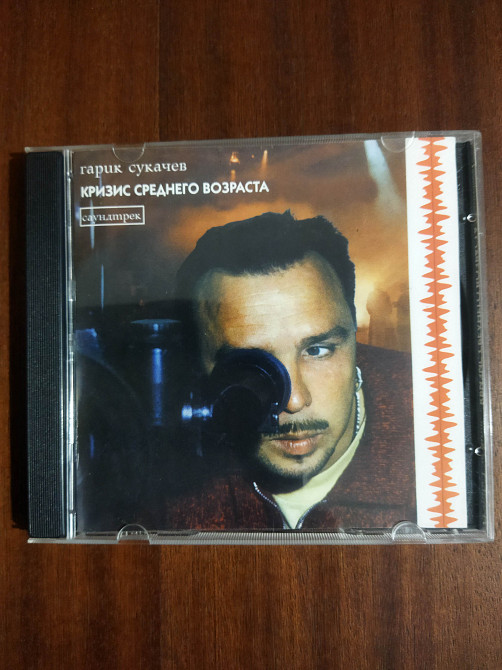 гарик сукачев
КРИЗИС СРЕДНЕГО ВОЗРАСТА
саундтрек